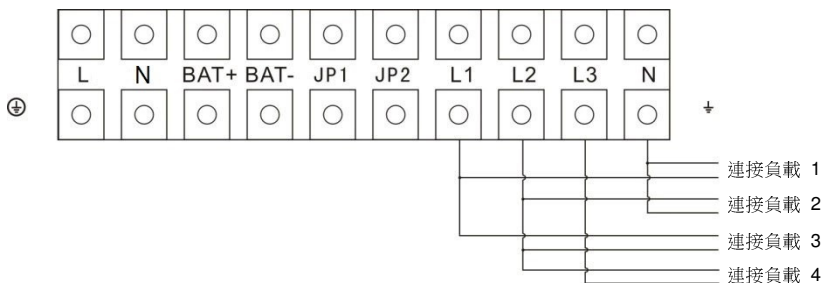 L N BAT+ BAT- JP1 JP2 L1 L2 L3 N
連接負載 1
連接負載 2
連接負載 3
連接負載 4